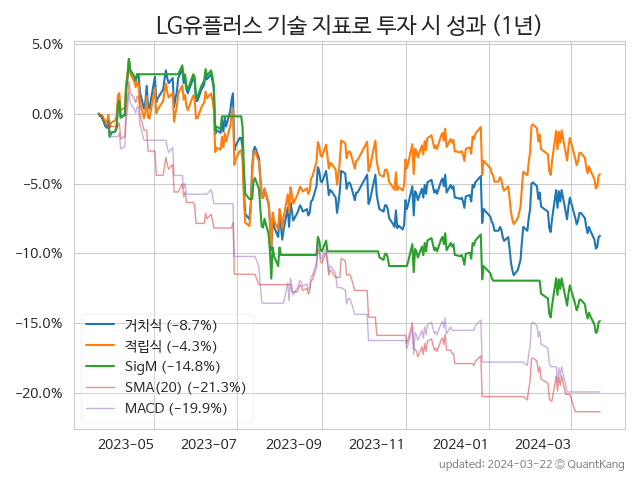 LG유플러스 기술 지표로 투자 시 성과 (1년)
5.0%
0.0%
−5.0%
−10.0%
−15.0%
−20.0%
거치식 (−8.7%)
적립식 (−4.3%)
SigM (−14.8%)
SMA(20) (−21.3%)
MACD (−19.9%)
2023-05 2023-07 2023-09 2023-11 2024-01 2024-03
updated: 2024-03-22 © QuantKang